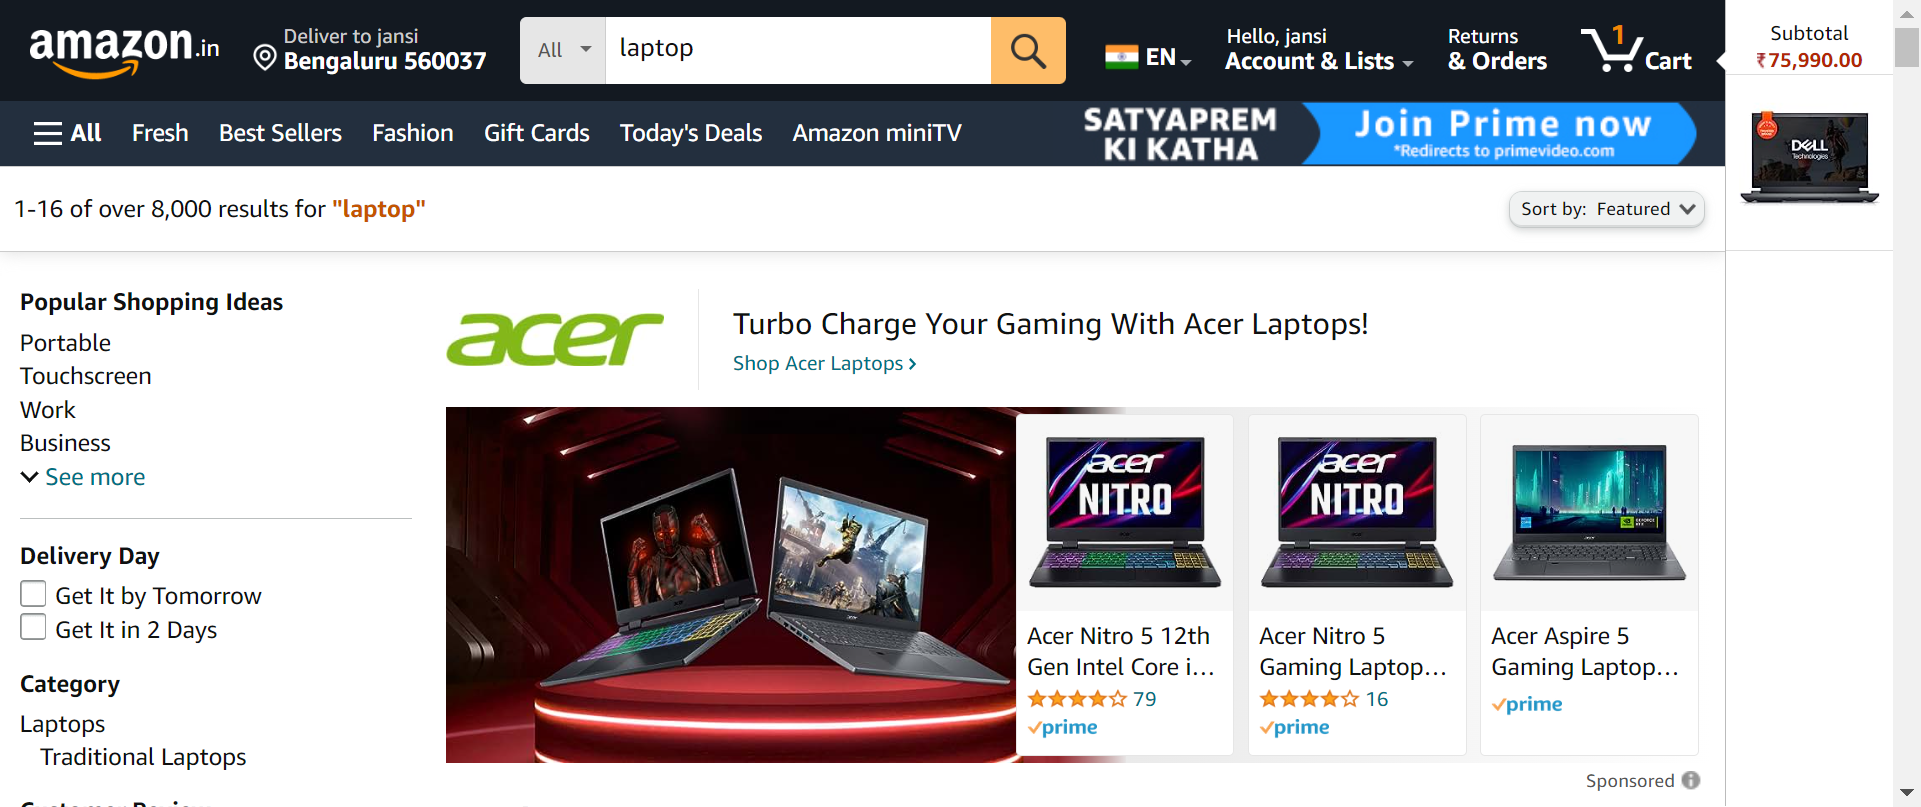 amazon.in
Deliver to jansi
Bengaluru 560037
All
laptop
EN
Hello, jansi
Account & Lists
Returns
& Orders
1
Cart
Subtotal
₹75,990.00
All
Fresh
Best Sellers
Fashion
Gift Cards
Today's Deals
Amazon miniTV
SATYAPREM
KI KATHA
Join Prime now
*Redirects to primevideo.com
DELL
Technologies
1-16 of over 8,000 results for "laptop"
Sort by: Featured
Popular Shopping Ideas
Portable
Touchscreen
Work
Business
See more
Delivery Day
Get It by Tomorrow
Get It in 2 Days
Category
Laptops
Traditional Laptops
Customer Review
acer
Turbo Charge Your Gaming With Acer Laptops!
Shop Acer Laptops
acer
NITRO
Acer Nitro 5 12th
Gen Intel Core i...
79
prime
acer
NITRO
Acer Nitro 5
Gaming Laptop...
16
prime
Acer Aspire 5
Gaming Laptop...
prime
Sponsored